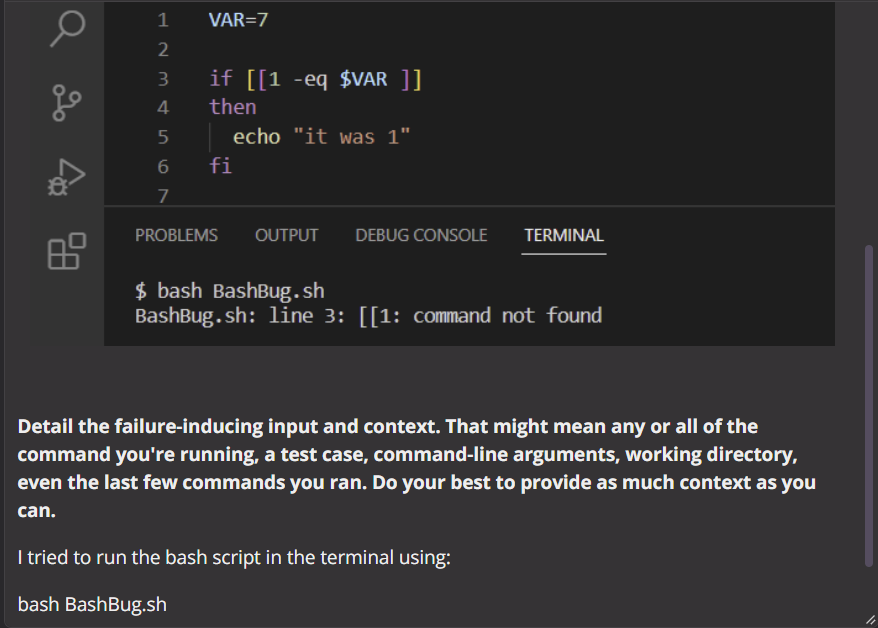 1 VAR=7
2
3 if [[1 -eq $VAR ]]
4 then
5 echo "it was 1"
6 fi
7
PROBLEMS OUTPUT DEBUG CONSOLE TERMINAL
$ bash BashBug.sh
BashBug.sh: line 3: [[1: command not found
Detail the failure-inducing input and context. That might mean any or all of the
command you're running, a test case, command-line arguments, working directory,
even the last few commands you ran. Do your best to provide as much context as you
can.
I tried to run the bash script in the terminal using:
bash BashBug.sh